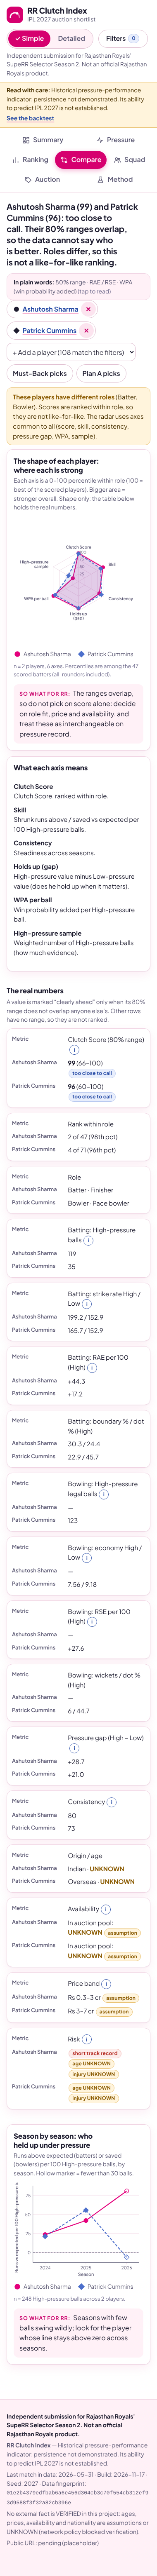 RR Clutch Index
IPL 2027 auction shortlist
✓ Simple
Detailed
Filters 0
Independent submission for Rajasthan Royals' SupeRR Selector Season 2. Not an official Rajasthan Royals product.
Read with care: Historical pressure-performance indicator; persistence not demonstrated. Its ability to predict IPL 2027 is not established.
See the backtest
Summary
Pressure
Ranking
Compare
Squad
Auction
Method
Ashutosh Sharma (99) and Patrick
Cummins (96): too close to
call. Their 80% ranges overlap,
so the data cannot say who
is better. Roles differ, so this
is not a like-for-like ranking.
In plain words: 80% range · RAE / RSE · WPA
(win probability added) (tap to read)
Ashutosh Sharma ×
Patrick Cummins ×
+ Add a player (108 match the filters)
Must-Back picks
Plan A picks
These players have different roles (Batter, Bowler). Scores are ranked within role, so they are not like-for-like. The radar uses axes common to all (score, skill, consistency, pressure gap, WPA, sample).
The shape of each player:
where each is strong
Each axis is a 0–100 percentile within role (100 = best of the scored players). Bigger area = stronger overall. Shape only: the table below holds the real numbers.
Clutch Score
Skill
Consistency
Holds up
(gap)
WPA per ball
High-pressure
sample
Ashutosh Sharma
Patrick Cummins
n = 2 players, 6 axes. Percentiles are among the 47 scored batters (all-rounders included).
SO WHAT FOR RR: The ranges overlap, so do not pick on score alone: decide on role fit, price and availability, and treat these as interchangeable on pressure record.
What each axis means
Clutch Score
Clutch Score, ranked within role.
Skill
Shrunk runs above / saved vs expected per 100 High-pressure balls.
Consistency
Steadiness across seasons.
Holds up (gap)
High-pressure value minus Low-pressure value (does he hold up when it matters).
WPA per ball
Win probability added per High-pressure ball.
High-pressure sample
Weighted number of High-pressure balls (how much evidence).
The real numbers
A value is marked "clearly ahead" only when its 80% range does not overlap anyone else's. Other rows have no range, so they are not marked.
Metric
Clutch Score (80% range) i
Ashutosh Sharma
99 (66–100)
too close to call
Patrick Cummins
96 (60–100)
too close to call
Metric
Rank within role
Ashutosh Sharma
2 of 47 (98th pct)
Patrick Cummins
4 of 71 (96th pct)
Metric
Role
Ashutosh Sharma
Batter · Finisher
Patrick Cummins
Bowler · Pace bowler
Metric
Batting: High-pressure balls i
Ashutosh Sharma
119
Patrick Cummins
35
Metric
Batting: strike rate High / Low i
Ashutosh Sharma
199.2 / 152.9
Patrick Cummins
165.7 / 152.9
Metric
Batting: RAE per 100 (High) i
Ashutosh Sharma
+44.3
Patrick Cummins
+17.2
Metric
Batting: boundary % / dot % (High)
Ashutosh Sharma
30.3 / 24.4
Patrick Cummins
22.9 / 45.7
Metric
Bowling: High-pressure legal balls i
Ashutosh Sharma
—
Patrick Cummins
123
Metric
Bowling: economy High / Low i
Ashutosh Sharma
—
Patrick Cummins
7.56 / 9.18
Metric
Bowling: RSE per 100 (High) i
Ashutosh Sharma
—
Patrick Cummins
+27.6
Metric
Bowling: wickets / dot % (High)
Ashutosh Sharma
—
Patrick Cummins
6 / 44.7
Metric
Pressure gap (High − Low) i
Ashutosh Sharma
+28.7
Patrick Cummins
+21.0
Metric
Consistency i
Ashutosh Sharma
80
Patrick Cummins
73
Metric
Origin / age
Ashutosh Sharma
Indian · UNKNOWN
Patrick Cummins
Overseas · UNKNOWN
Metric
Availability i
Ashutosh Sharma
In auction pool: UNKNOWN assumption
Patrick Cummins
In auction pool: UNKNOWN assumption
Metric
Price band i
Ashutosh Sharma
Rs 0.3–3 cr assumption
Patrick Cummins
Rs 3–7 cr assumption
Metric
Risk i
Ashutosh Sharma
short track record
age UNKNOWN
injury UNKNOWN
Patrick Cummins
age UNKNOWN
injury UNKNOWN
Season by season: who
held up under pressure
Runs above expected (batters) or saved (bowlers) per 100 High-pressure balls, by season. Hollow marker = fewer than 30 balls.
75
50
25
0
2024
2025
2026
Season
Ashutosh Sharma
Patrick Cummins
n = 298 High-pressure balls across 2 players.
SO WHAT FOR RR: Seasons with few balls swing wildly: look for the player whose line stays above zero across seasons.
Independent submission for Rajasthan Royals' SupeRR Selector Season 2. Not an official Rajasthan Royals product.
RR Clutch Index — Historical pressure-performance indicator; persistence not demonstrated. Its ability to predict IPL 2027 is not established.
Last match in data: 2026-05-31 · Build: 2026-11-17 · Seed: 2027 · Data fingerprint:
No external fact is VERIFIED in this project: ages, prices, availability and nationality are assumptions or UNKNOWN (network policy blocked verification).
Public URL: pending (placeholder)